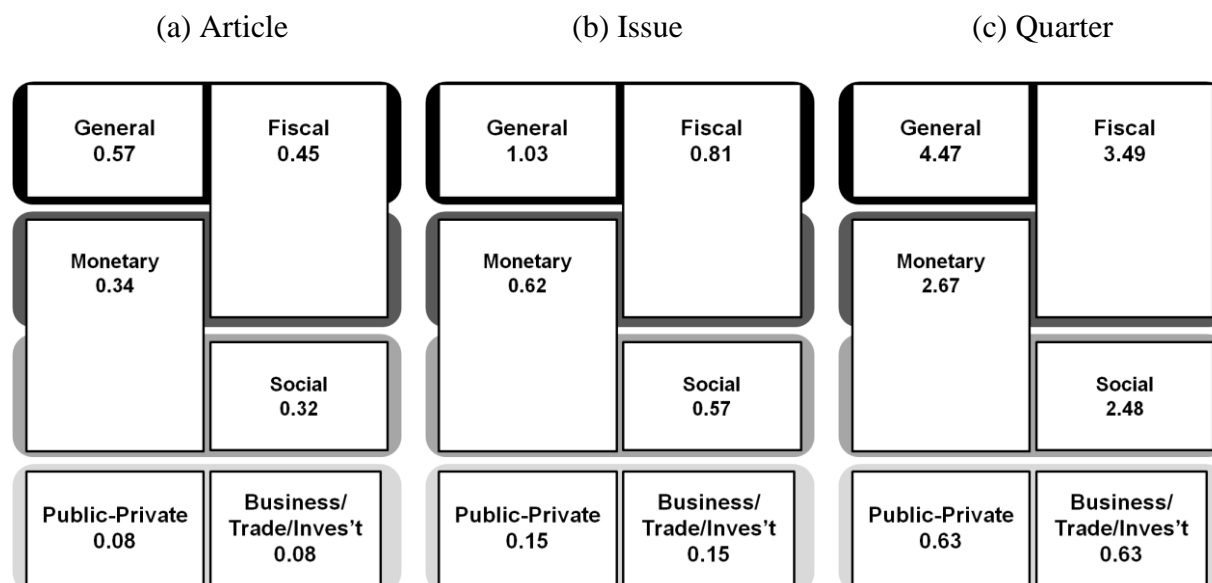 (a) Article
General
0.57
Fiscal
0.45
Monetary
0.34
Social
0.32
Public-Private
0.08
Business/
Trade/Inves't
0.08
(b) Issue
General
1.03
Fiscal
0.81
Monetary
0.62
Social
0.57
Public-Private
0.15
Business/
Trade/Inves't
0.15
(c) Quarter
General
4.47
Fiscal
3.49
Monetary
2.67
Social
2.48
Public-Private
0.63
Business/
Trade/Inves't
0.63